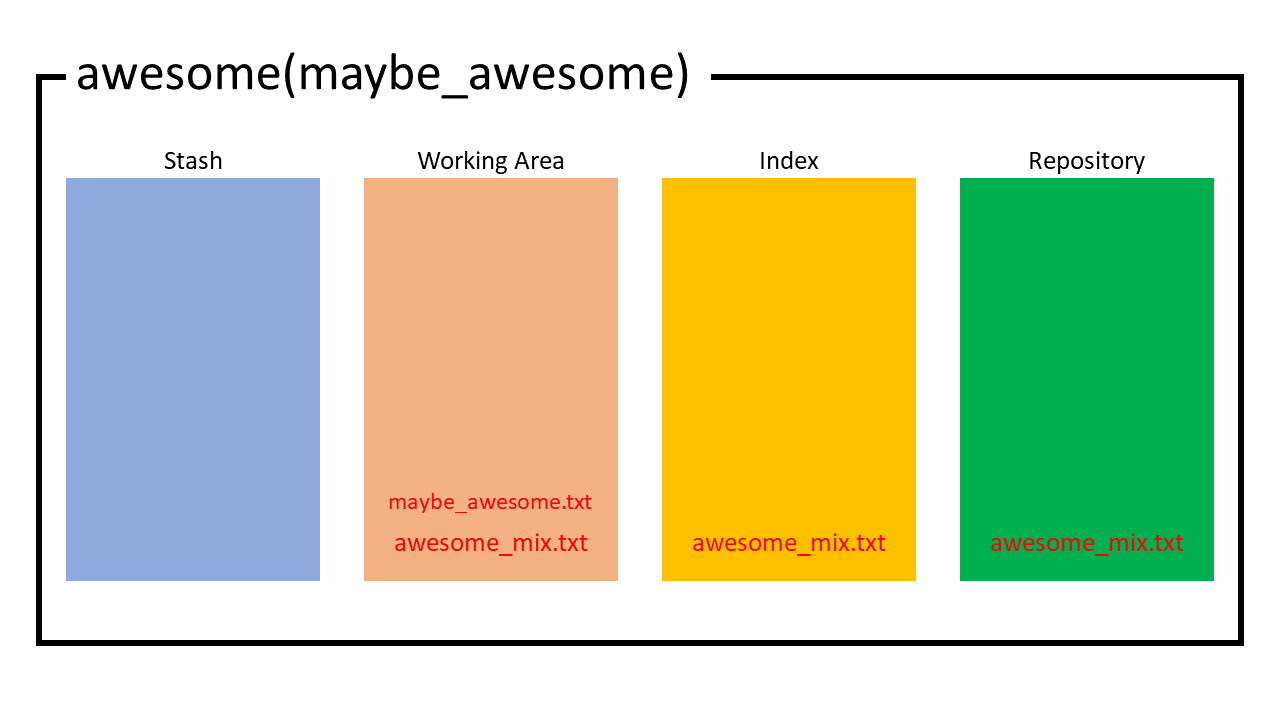 awesome(maybe_awesome)
Stash
Working Area
Index
Repository
maybe_awesome.txt
awesome_mix.txt
awesome_mix.txt
awesome_mix.txt